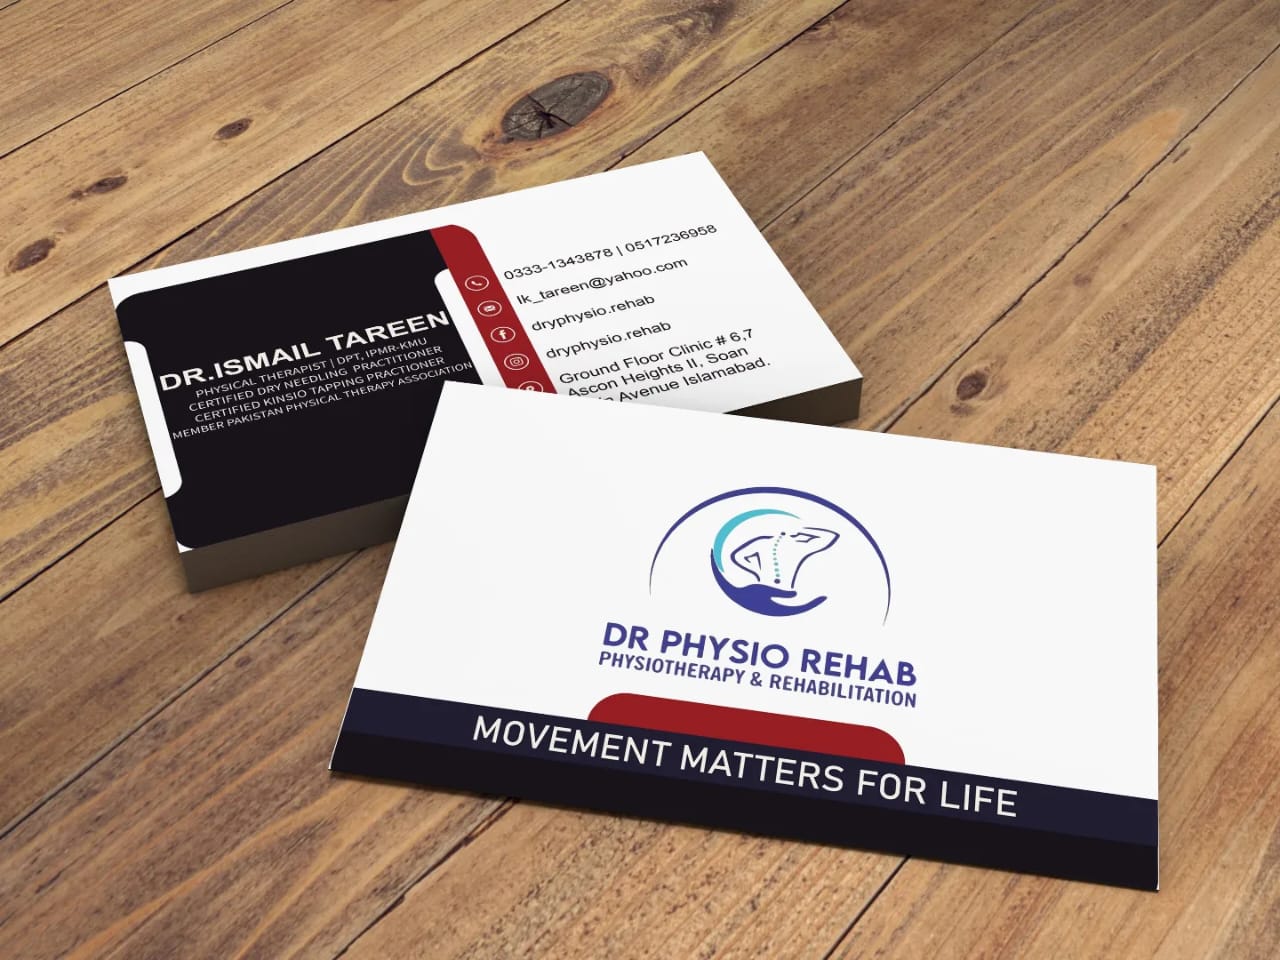 0333-1343878 | 0517236958
lk_tareen@yahoo.com
dryphysio.rehab
dryphysio.rehab
Ground Floor Clinic # 6,7
Ascon Heights II, Soan
Avenue Islamabad.
DR.ISMAIL TAREEN
PHYSICAL THERAPIST | DPT, IPMR-KMU
CERTIFIED DRY NEEDLING PRACTITIONER
CERTIFIED KINSIO TAPPING PRACTITIONER
MEMBER PAKISTAN PHYSICAL THERAPY ASSOCIATION
DR PHYSIO REHAB
PHYSIOTHERAPY & REHABILITATION
MOVEMENT MATTERS FOR LIFE